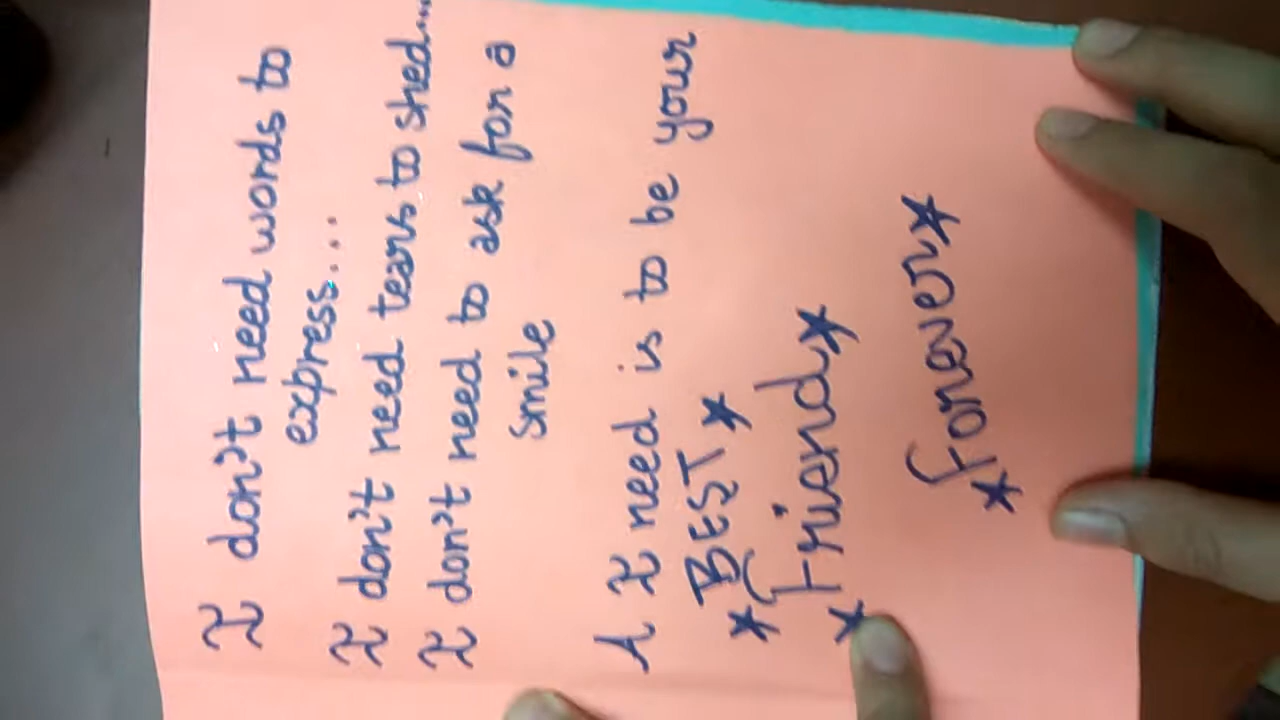 I don't need words to
express....
I don't need tears to shed...
I don't need to ask for a
smile
A I need is to be your
*BEST*
*Friend*
*Forever*